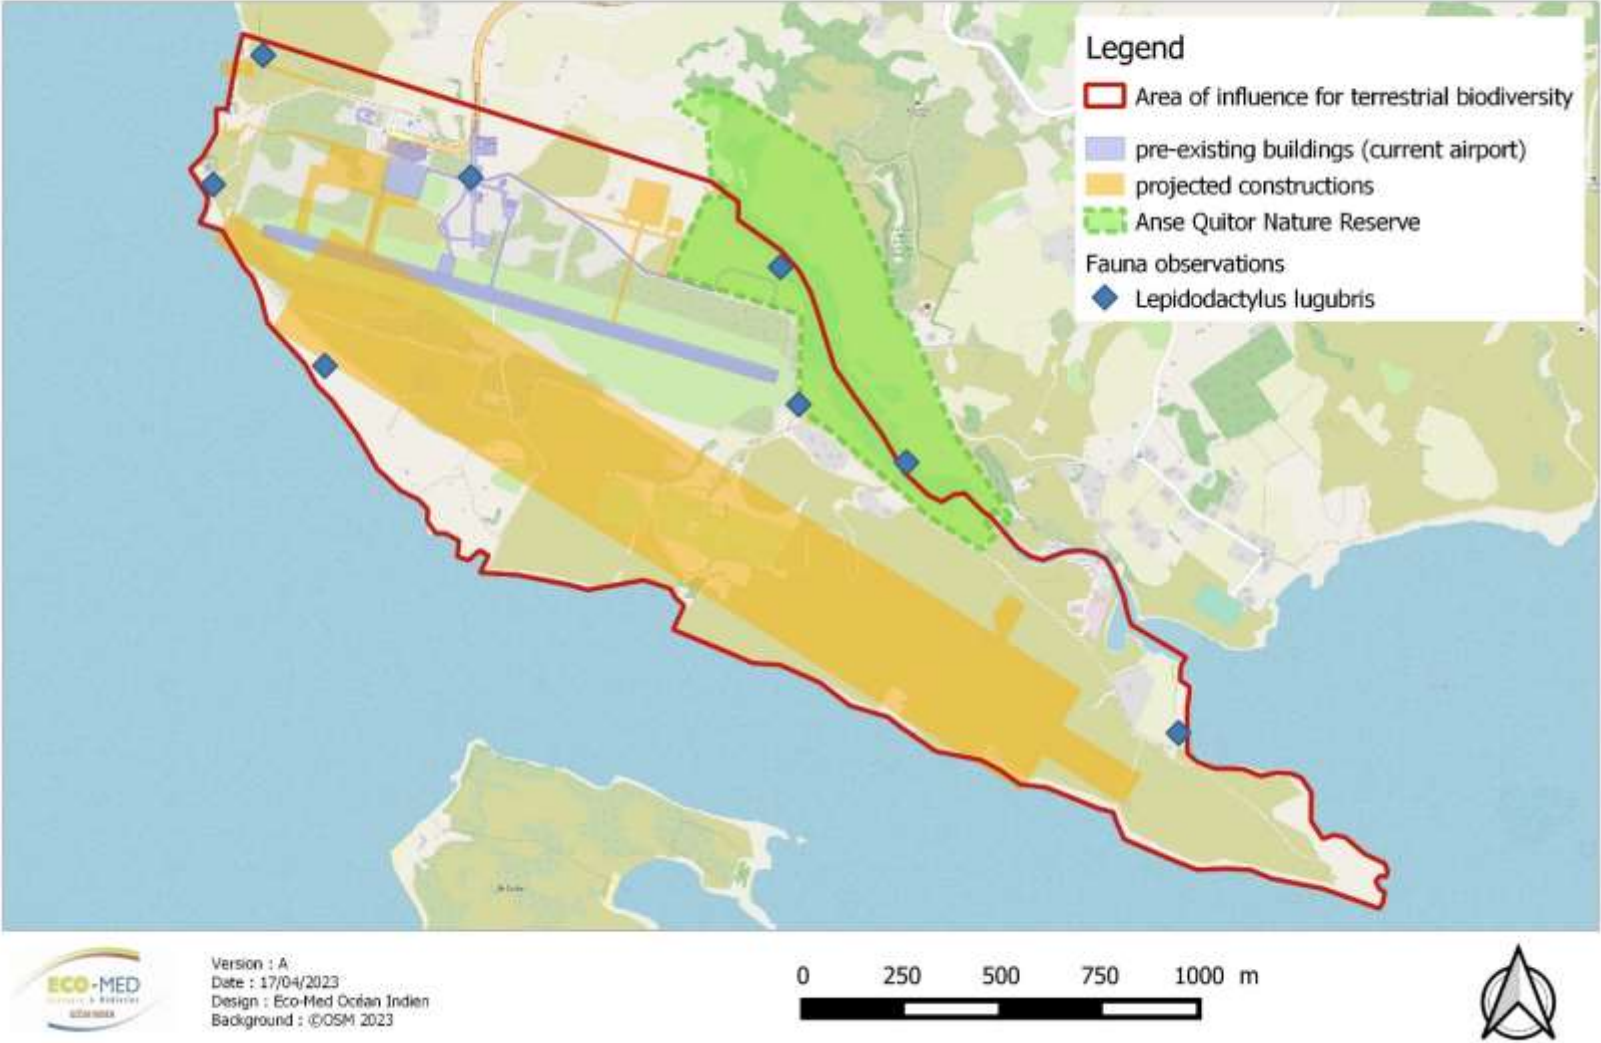 Legend
Area of influence for terrestrial biodiversity
pre-existing buildings (current airport)
projected constructions
Anse Quitor Nature Reserve
Fauna observations
Lepidodactylus lugubris
ECO-MED
OCÉAN INDIEN
Version : A
Date : 17/04/2023
Design : Eco-Med Océan Indien
Background : ©OSM 2023
0 250 500 750 1000 m